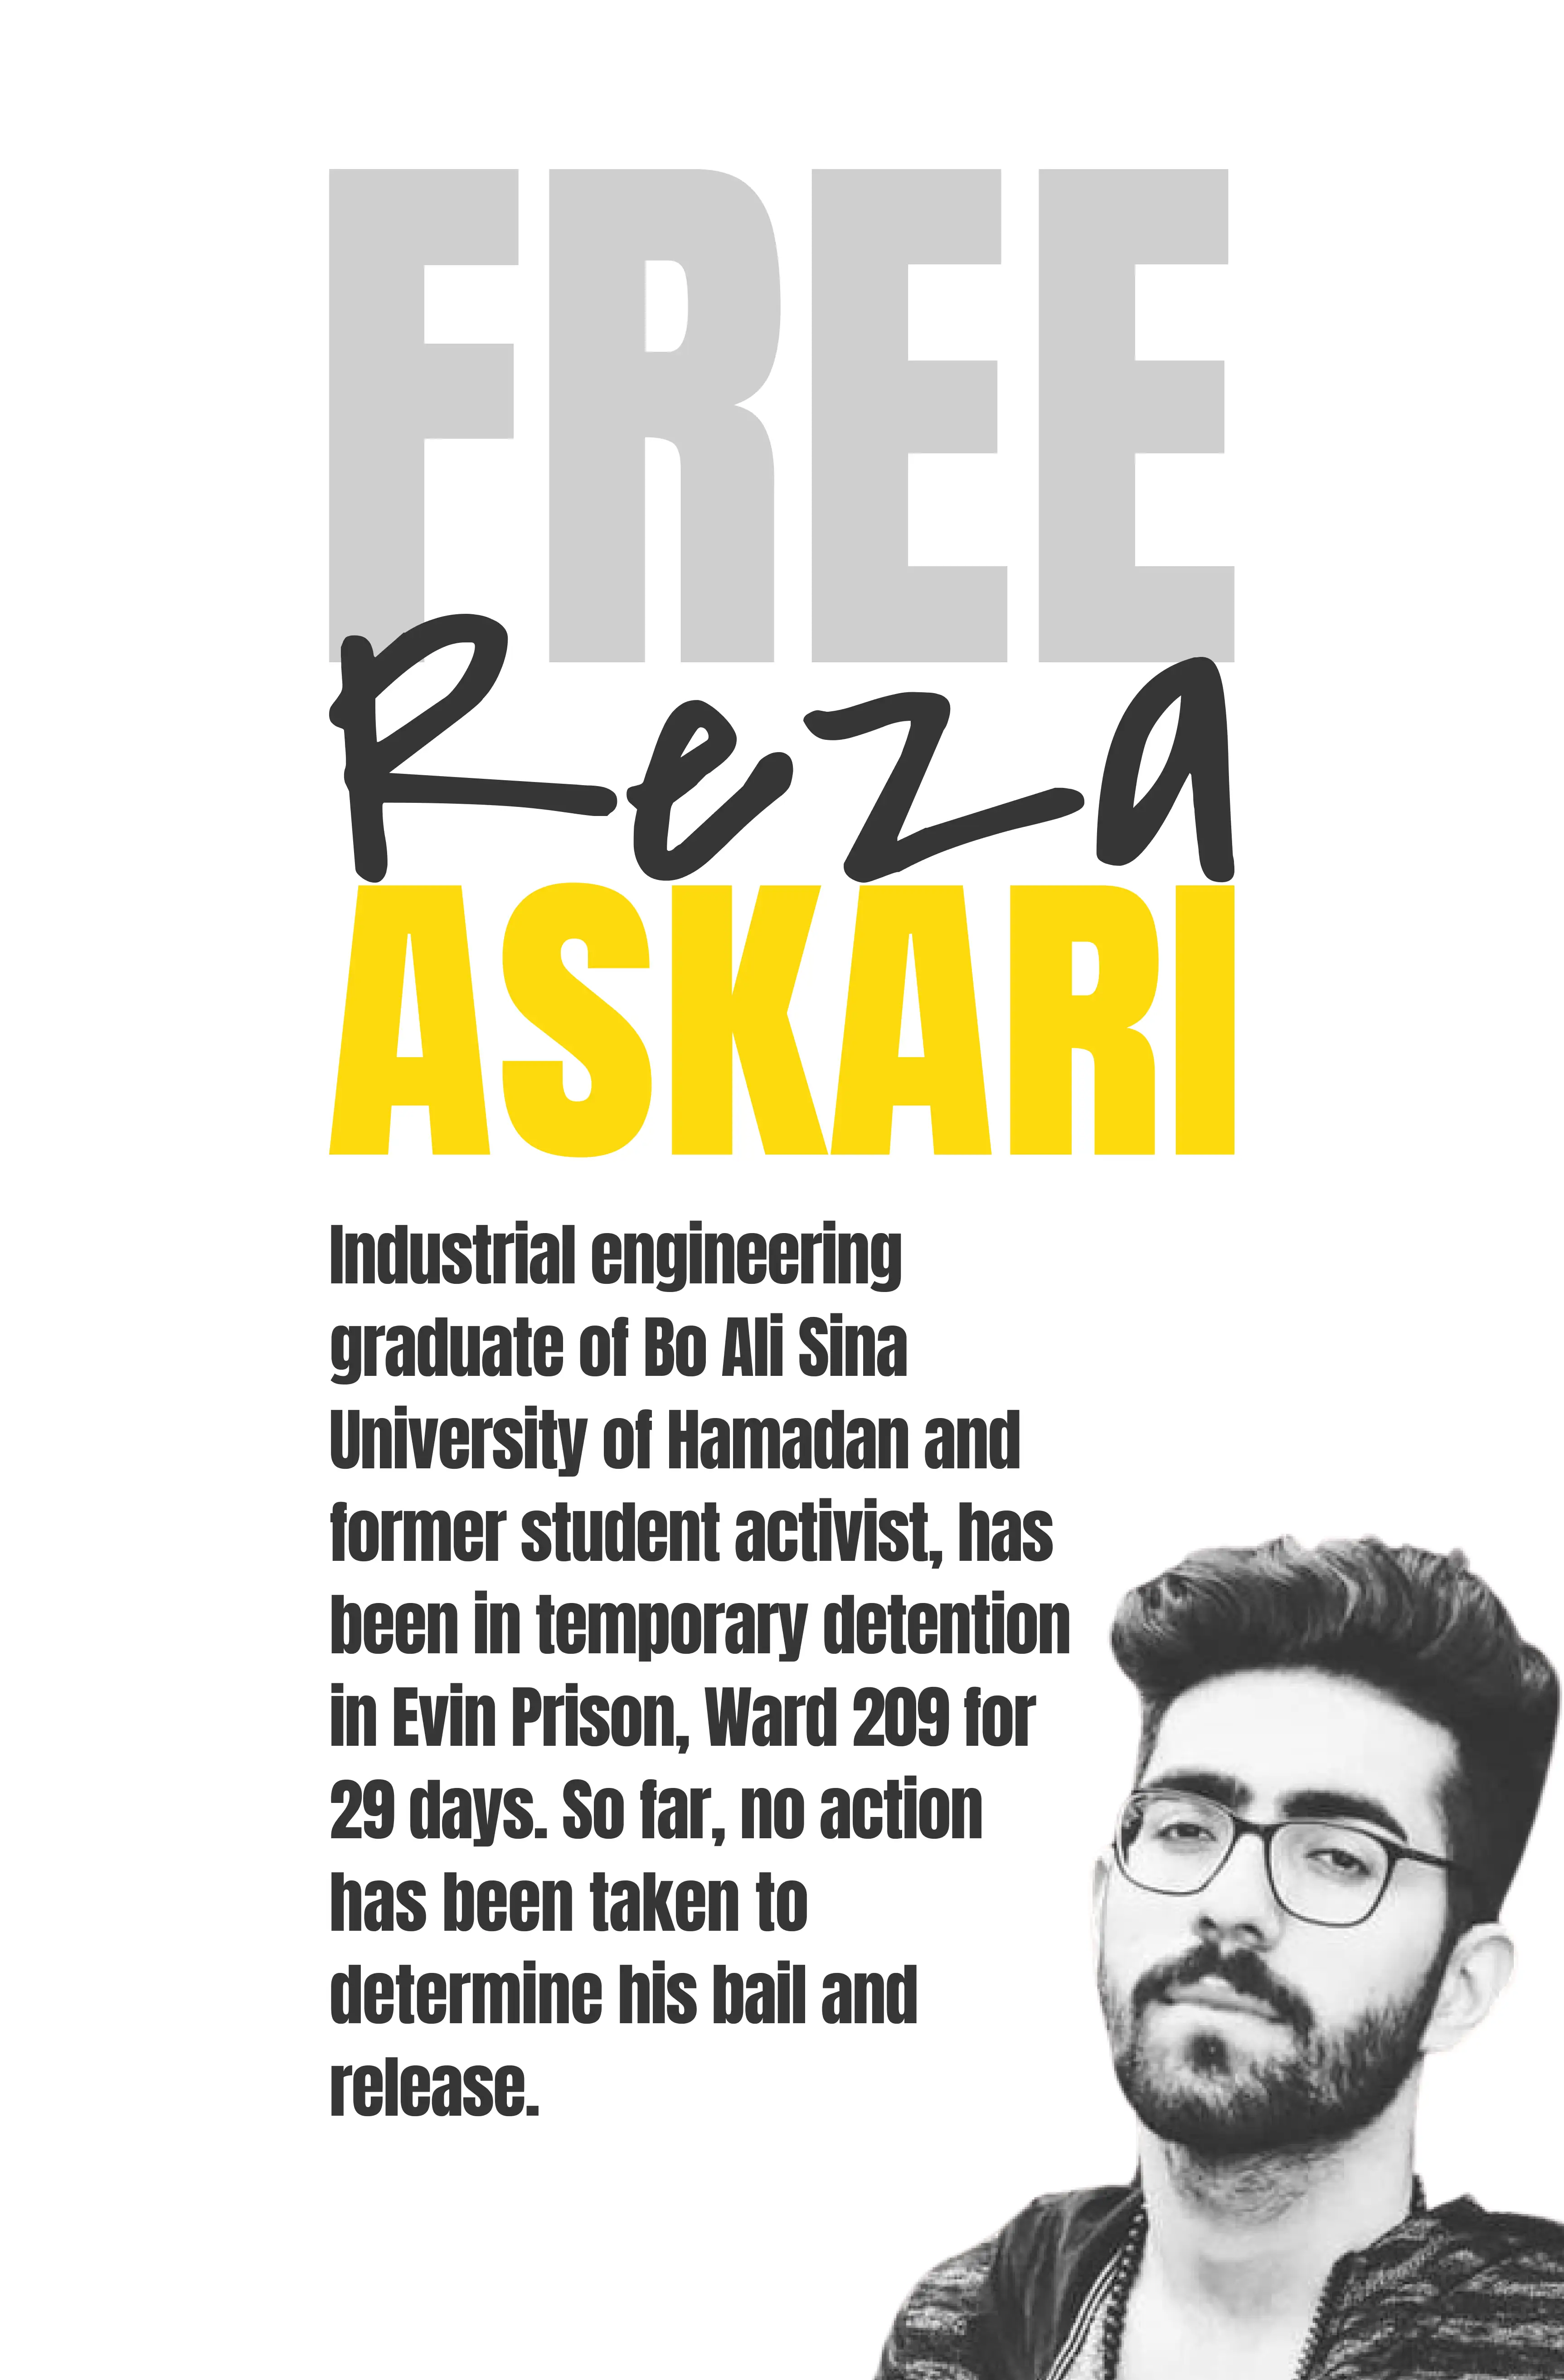 FREE
Reza
ASKARI
Industrial engineering
graduate of Bo Ali Sina
University of Hamadan and
former student activist, has
been in temporary detention
in Evin Prison, Ward 209 for
29 days. So far, no action
has been taken to
determine his bail and
release.